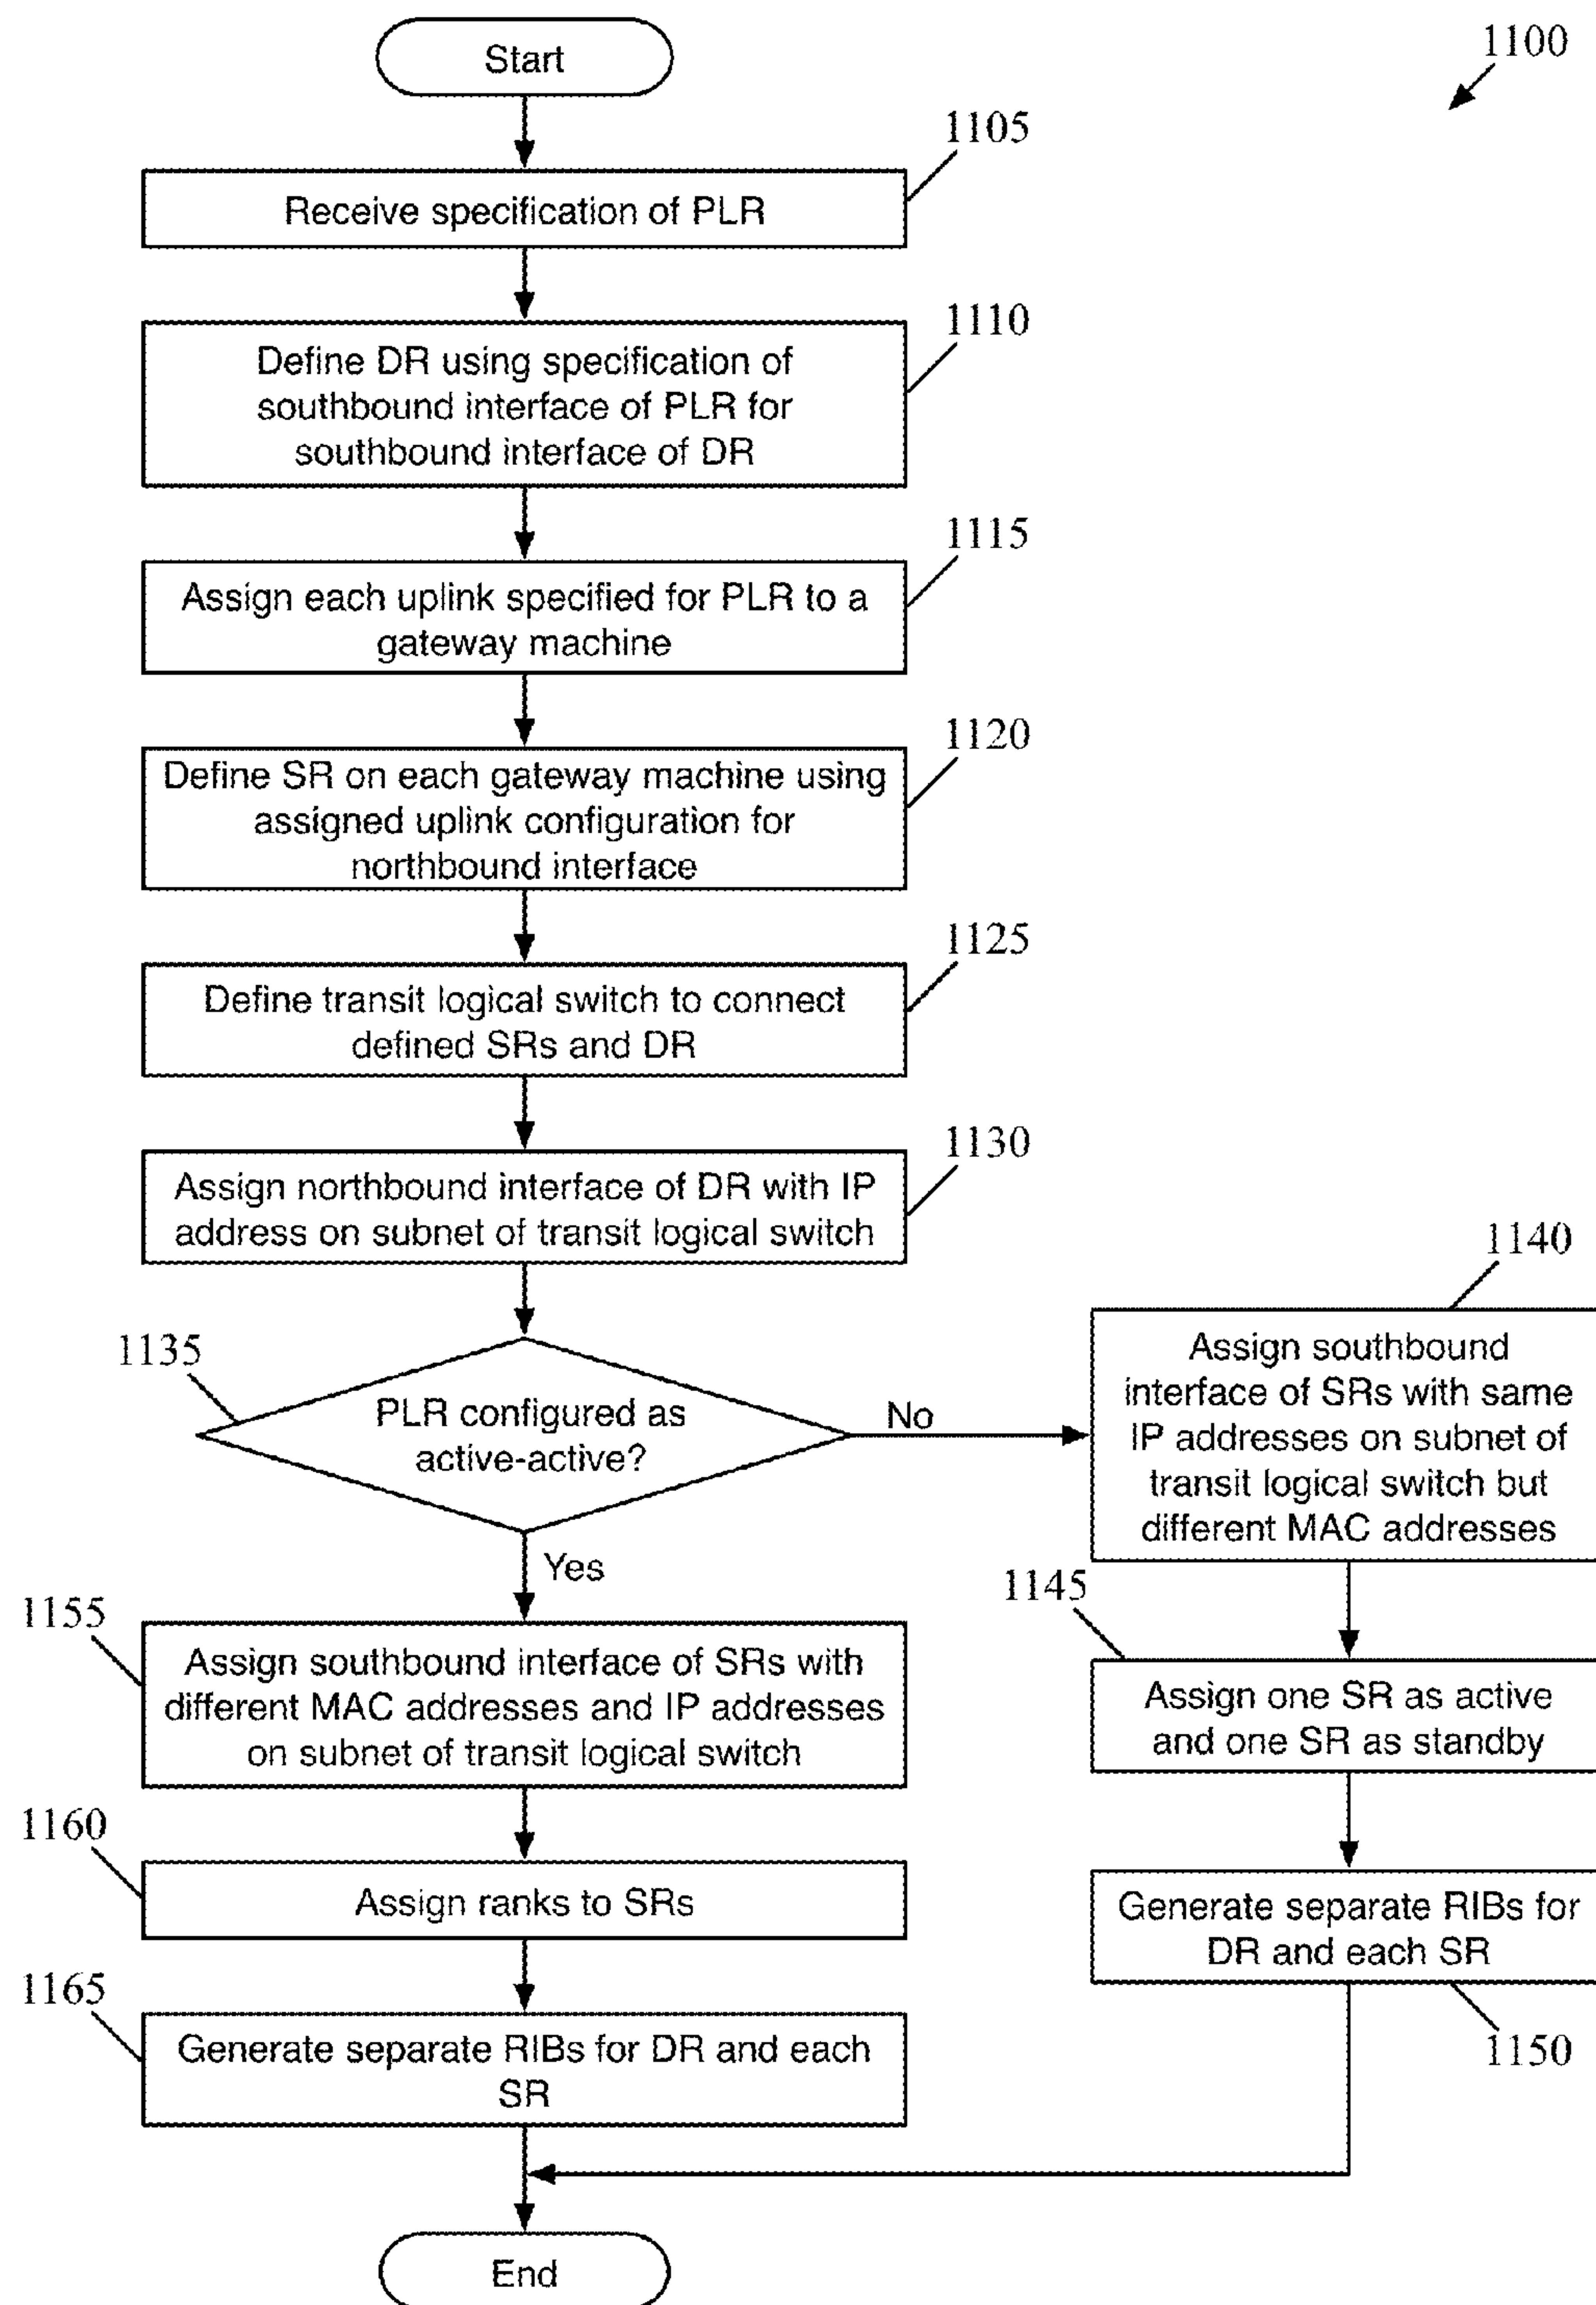 Start
1100
1105
Receive specification of PLR
1110
Define DR using specification of
southbound interface of PLR for
southbound interface of DR
1115
Assign each uplink specified for PLR to a
gateway machine
1120
Define SR on each gateway machine using
assigned uplink configuration for
northbound interface
1125
Define transit logical switch to connect
defined SRs and DR
1130
Assign northbound interface of DR with IP
address on subnet of transit logical switch
1135
PLR configured as
active-active?
No
1140
Assign southbound
interface of SRs with same
IP addresses on subnet of
transit logical switch but
different MAC addresses
1145
Assign one SR as active
and one SR as standby
Generate separate RIBs for
DR and each SR
1150
Yes
1155
Assign southbound interface of SRs with
different MAC addresses and IP addresses
on subnet of transit logical switch
1160
Assign ranks to SRs
1165
Generate separate RIBs for DR and each
SR
End